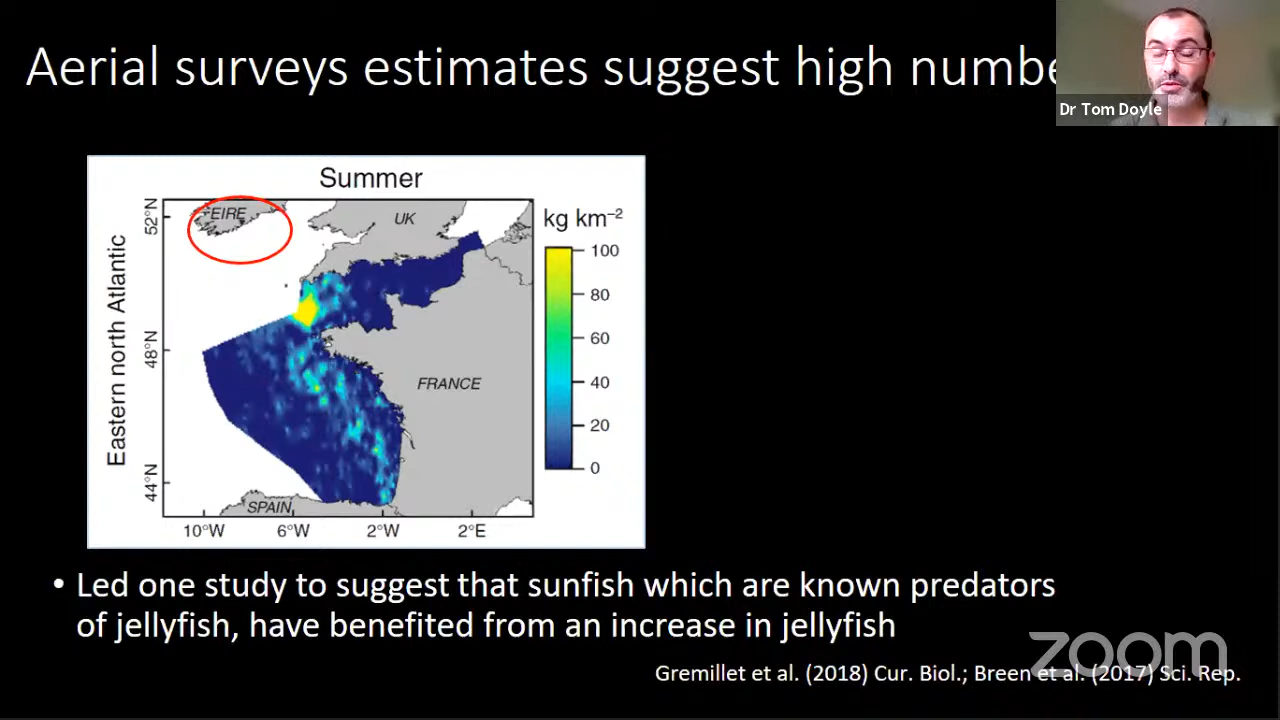 Aerial surveys estimates suggest high numbe
Dr Tom Doyle
Summer
kg km–2
Eastern north Atlantic
52°N
48°N
44°N
EIRE
UK
FRANCE
SPAIN
100
80
60
40
20
0
10°W 6°W 2°W 2°E
• Led one study to suggest that sunfish which are known predators
of jellyfish, have benefited from an increase in jellyfish
zoom
Gremillet et al. (2018) Cur. Biol.; Breen et al. (2017) Sci. Rep.